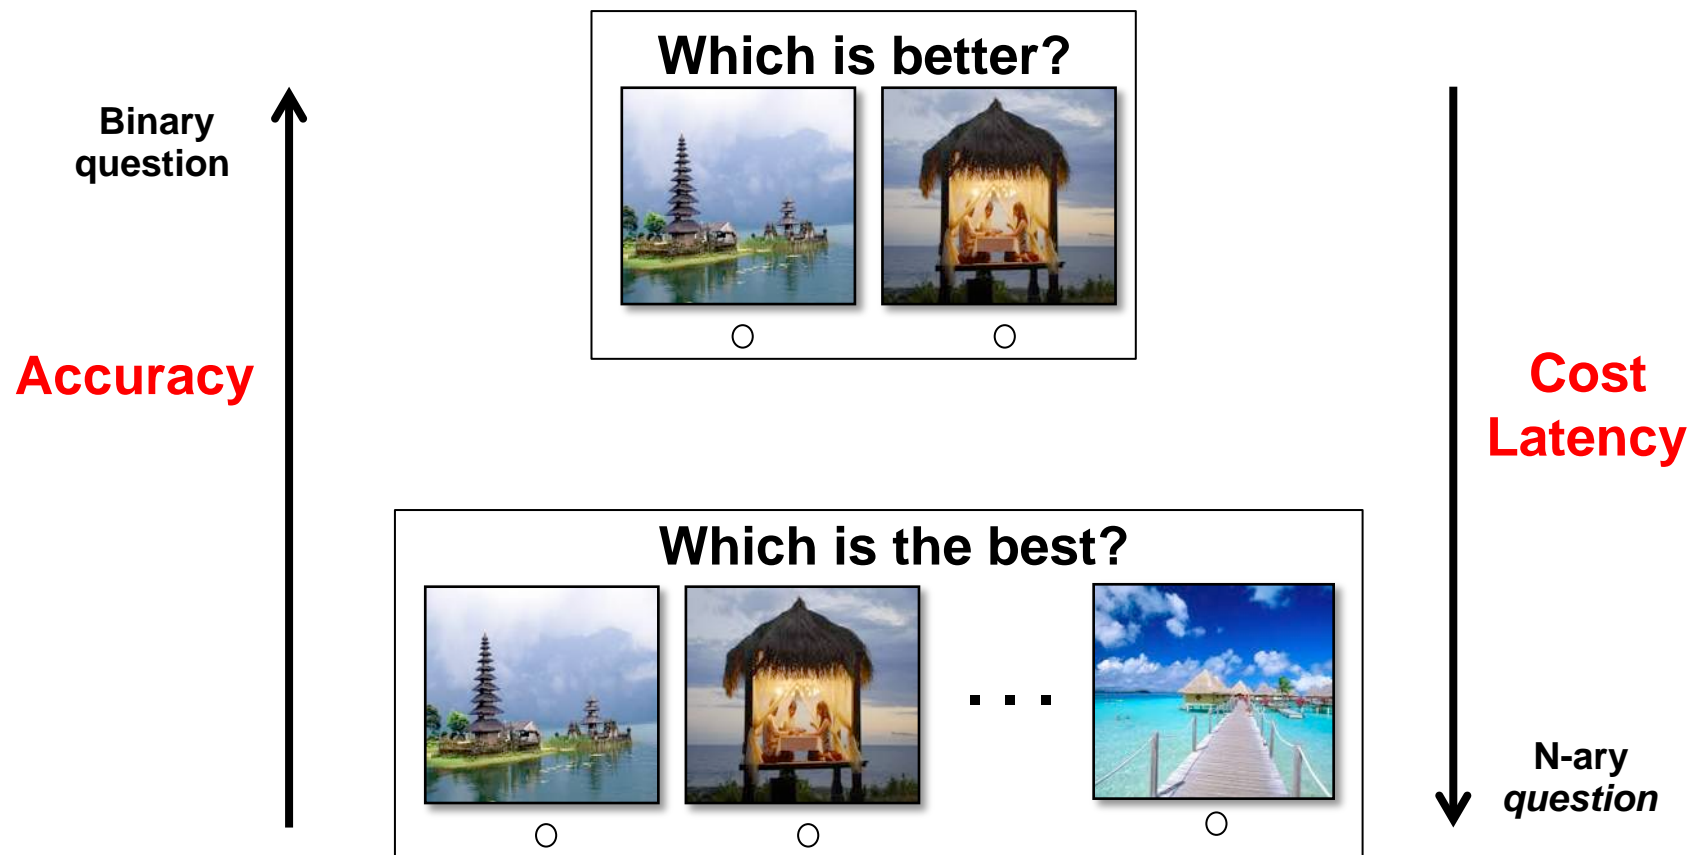 Which is better?
Binary
question
Accuracy
Cost
Latency
Which is the best?
. . .
N-ary
question